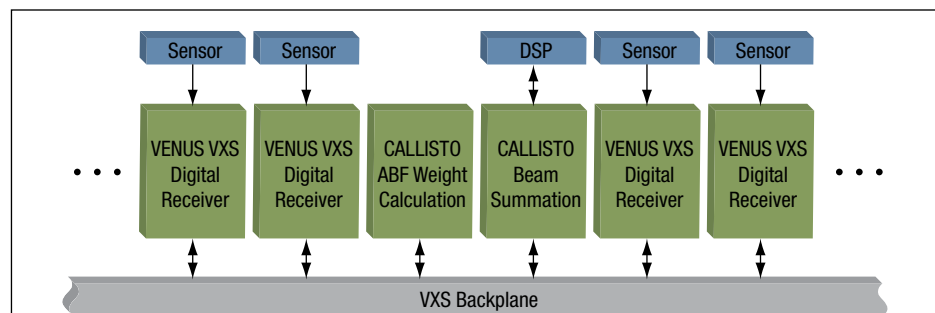 Sensor
Sensor
DSP
Sensor
Sensor
VENUS VXS
Digital
Receiver
VENUS VXS
Digital
Receiver
CALLISTO
ABF Weight
Calculation
CALLISTO
Beam
Summation
VENUS VXS
Digital
Receiver
VENUS VXS
Digital
Receiver
VXS Backplane